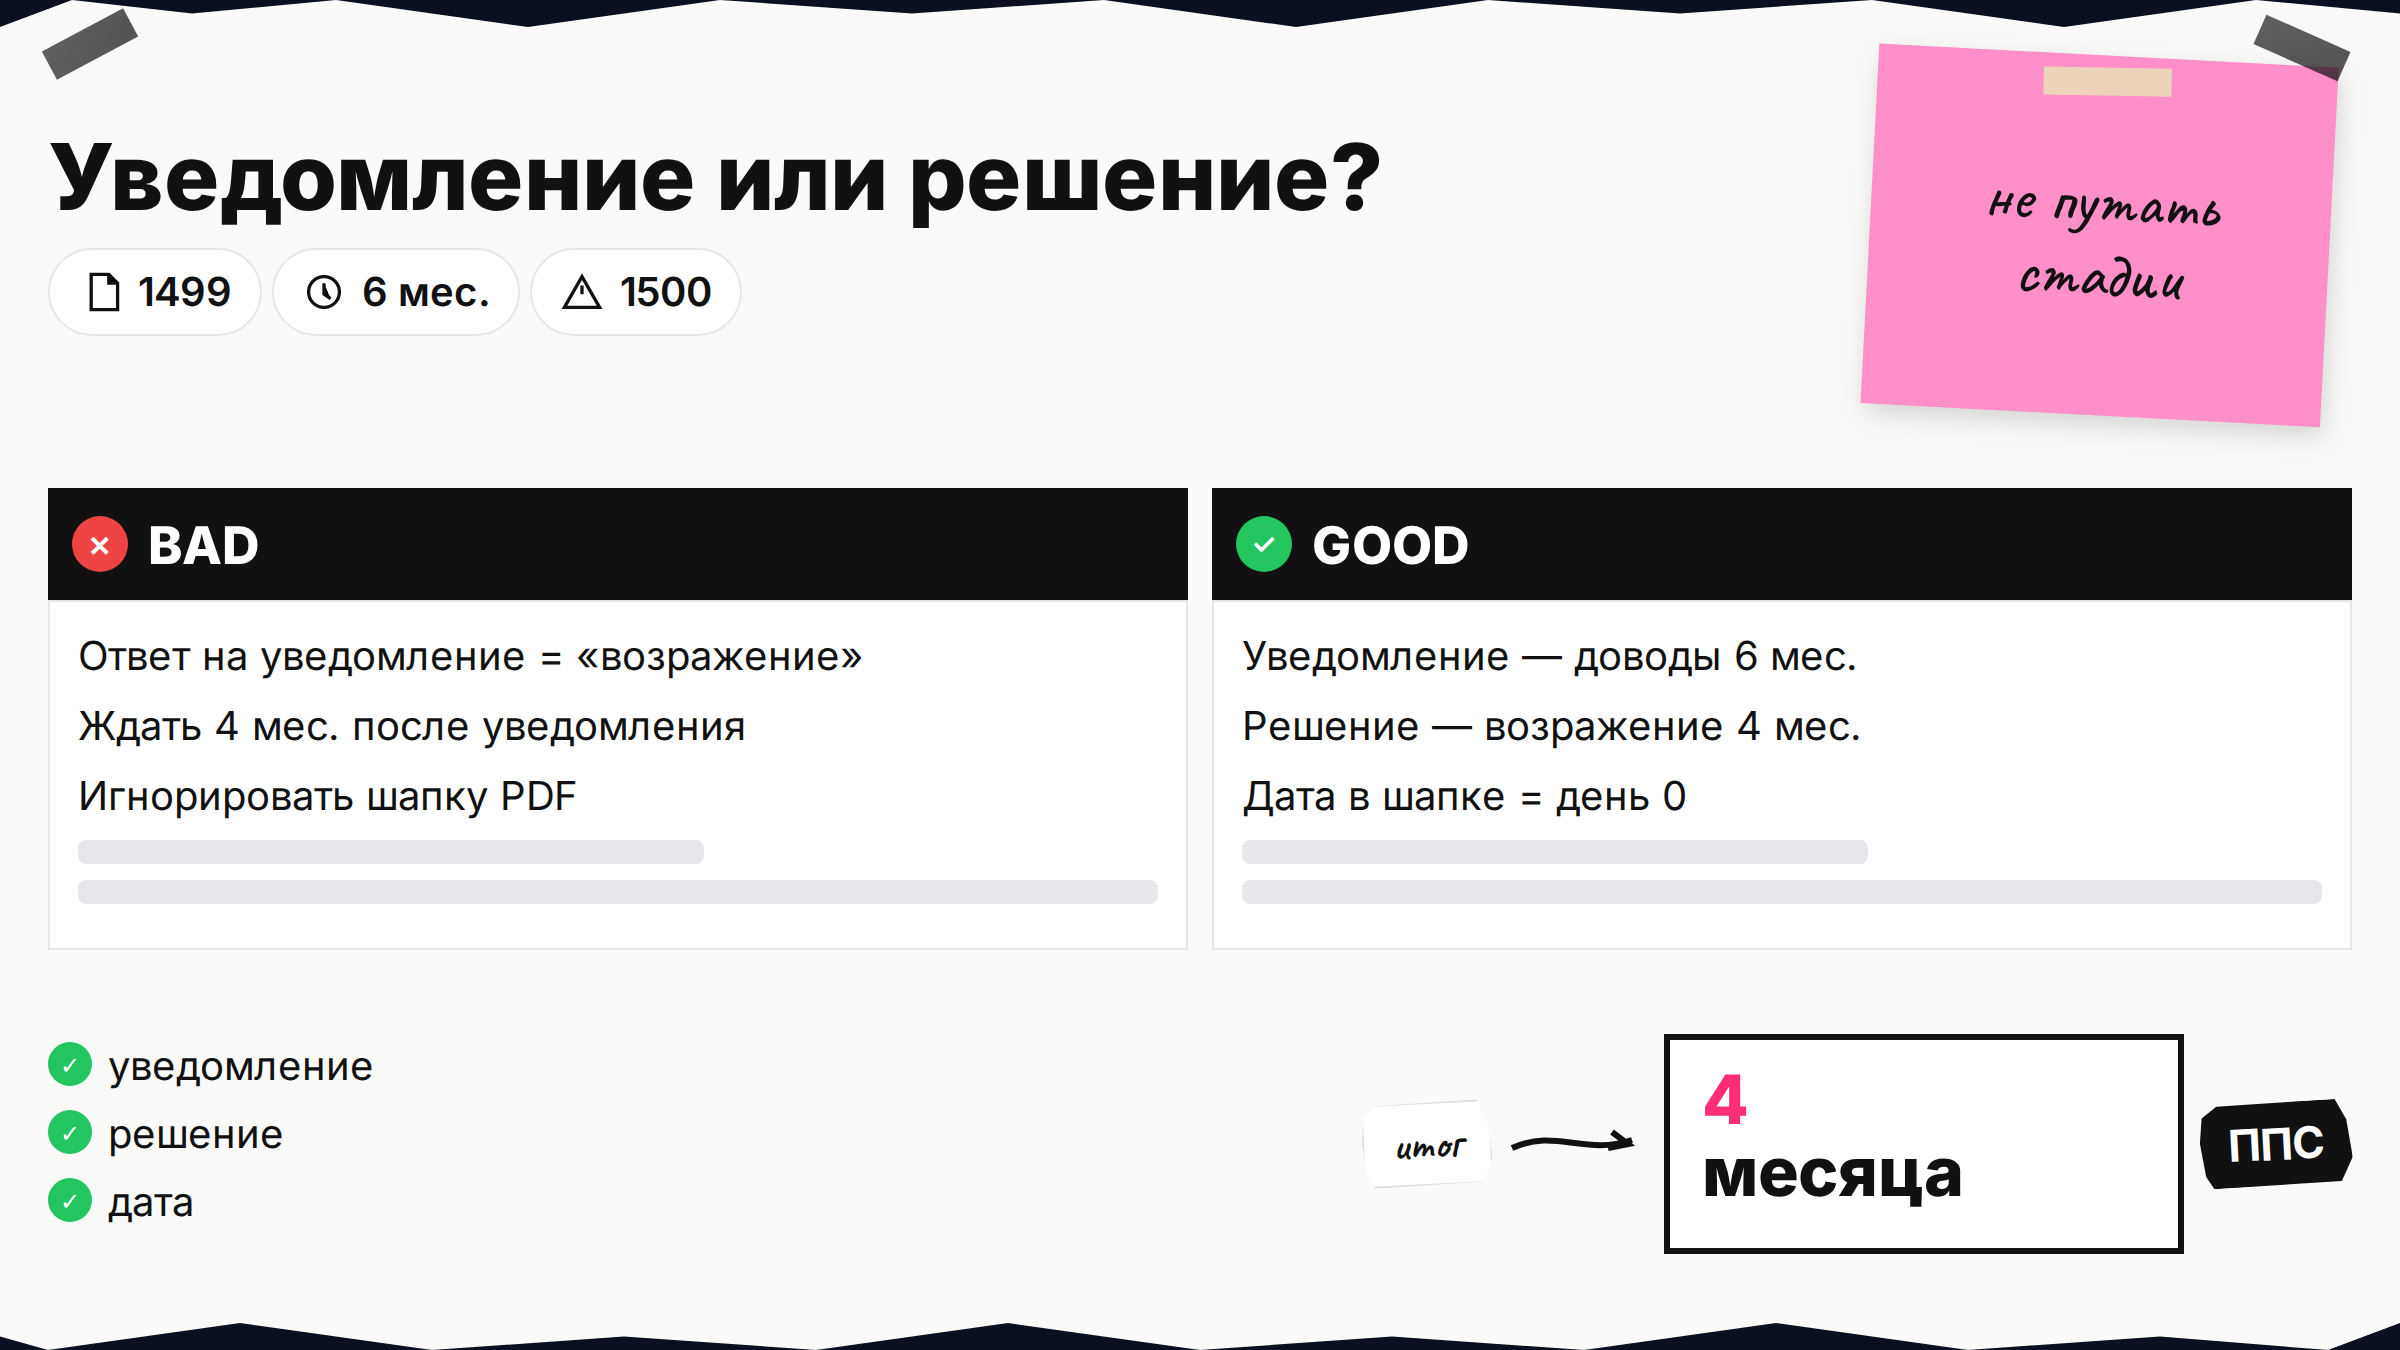 Уведомление или решение?
1499
6 мес.
1500
не путать
стадии
BAD
Ответ на уведомление = «возражение»
Ждать 4 мес. после уведомления
Игнорировать шапку PDF
GOOD
Уведомление — доводы 6 мес.
Решение — возражение 4 мес.
Дата в шапке = день 0
уведомление
решение
дата
итог
4
месяца
ППС